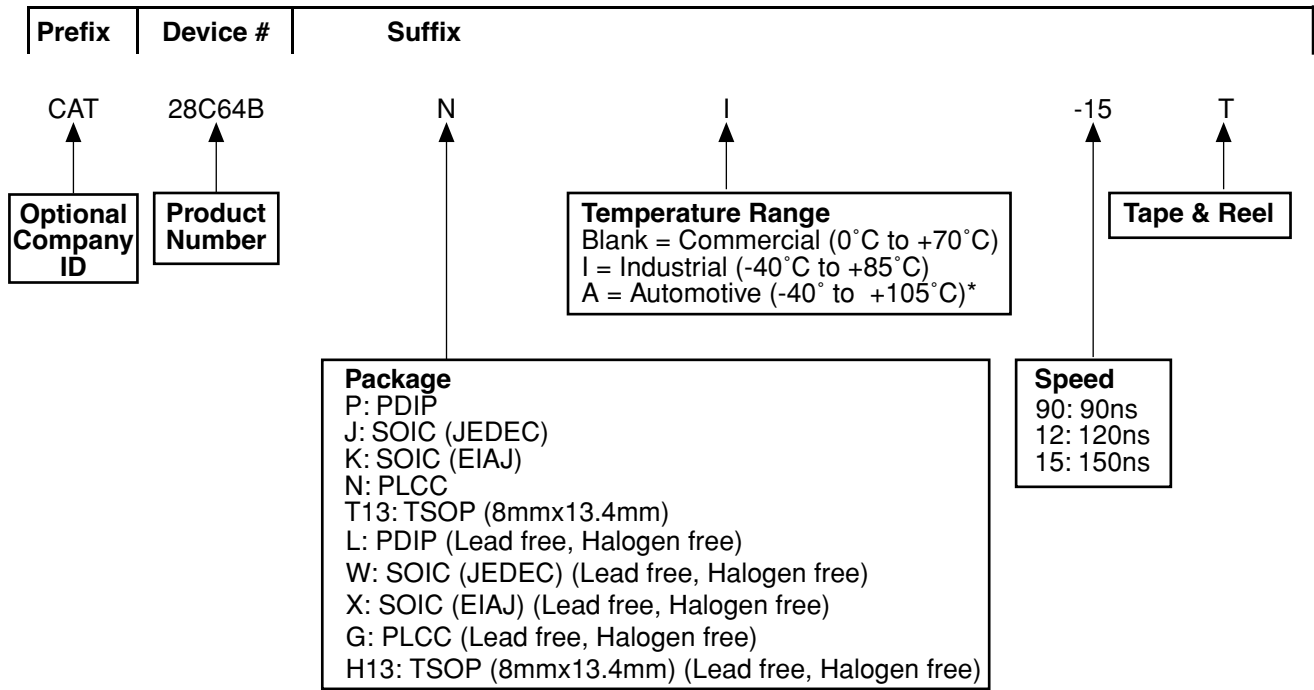 Prefix Device # Suffix
CAT 28C64B N I -15 T
Optional
Company
ID
Product
Number
Temperature Range
Blank = Commercial (0˚C to +70˚C)
I = Industrial (-40˚C to +85˚C)
A = Automotive (-40˚ to +105˚C)*
Tape & Reel
Package
P: PDIP
J: SOIC (JEDEC)
K: SOIC (EIAJ)
N: PLCC
T13: TSOP (8mmx13.4mm)
L: PDIP (Lead free, Halogen free)
W: SOIC (JEDEC) (Lead free, Halogen free)
X: SOIC (EIAJ) (Lead free, Halogen free)
G: PLCC (Lead free, Halogen free)
H13: TSOP (8mmx13.4mm) (Lead free, Halogen free)
Speed
90: 90ns
12: 120ns
15: 150ns